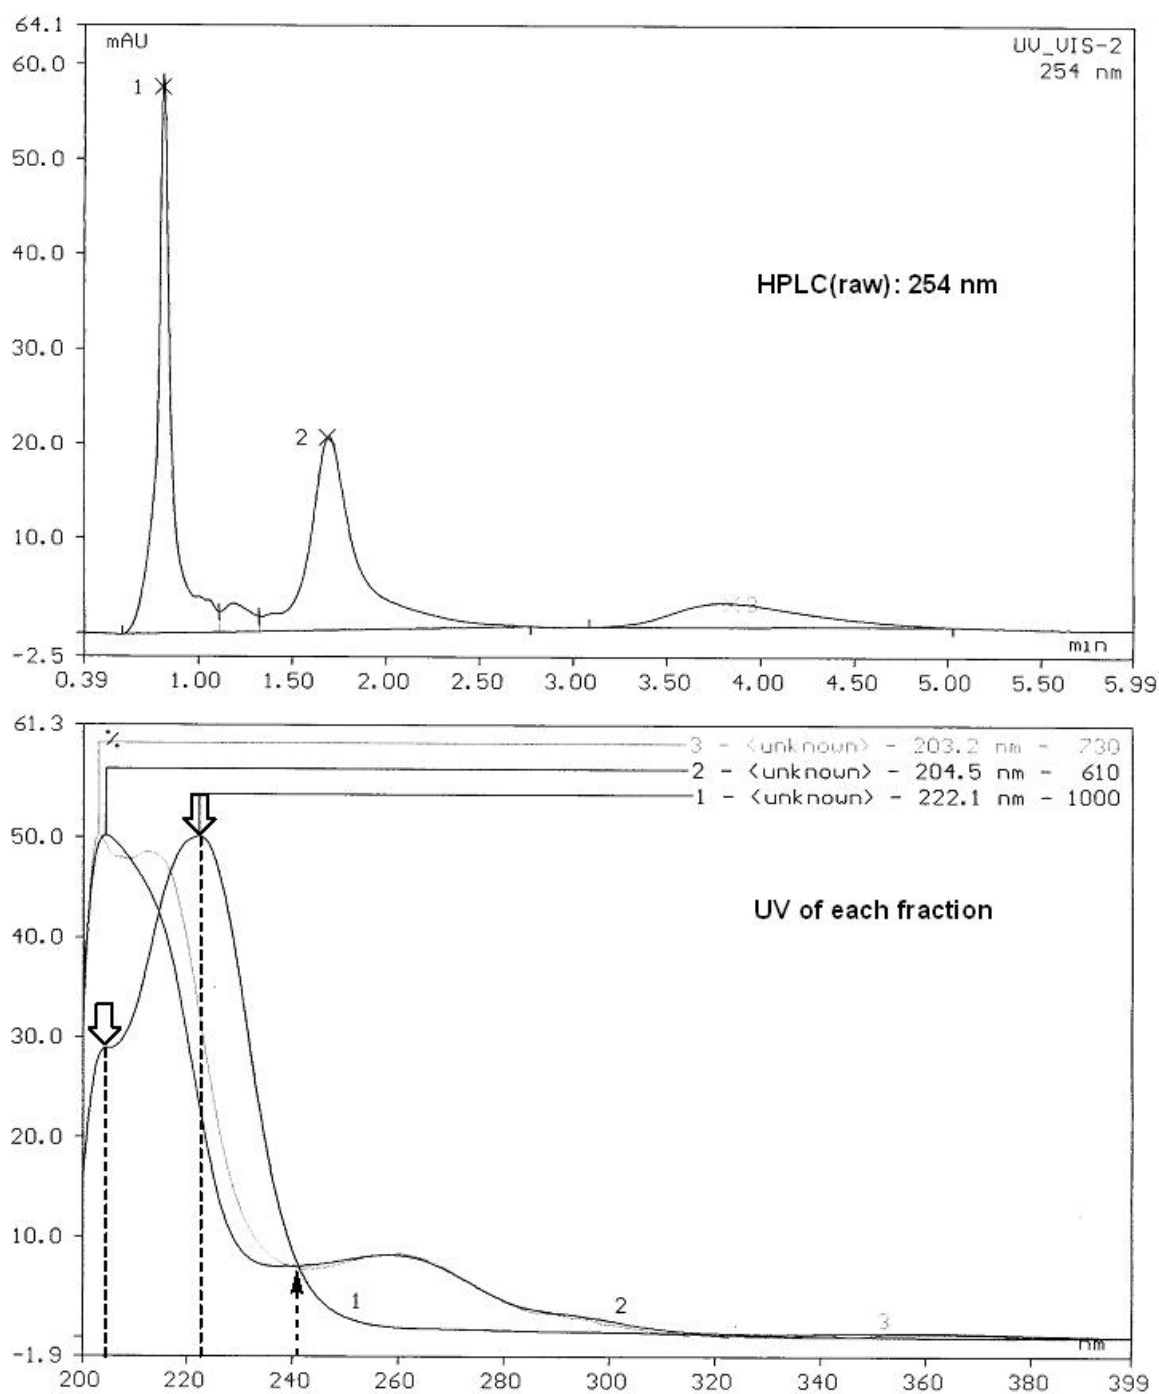 64.1
mAU
UV_VIS-2
254 nm
60.0
1
50.0
40.0
HPLC(raw): 254 nm
30.0
2
20.0
10.0
3
min
-2.5
0.39 1.00 1.50 2.00 2.50 3.00 3.50 4.00 4.50 5.00 5.50 5.99
61.3
%
3 - <unknown> - 203.2 nm - 730
2 - <unknown> - 204.5 nm - 610
1 - <unknown> - 222.1 nm - 1000
50.0
UV of each fraction
40.0
30.0
20.0
10.0
1
2
3
nm
-1.9
200 220 240 260 280 300 320 340 360 380 399